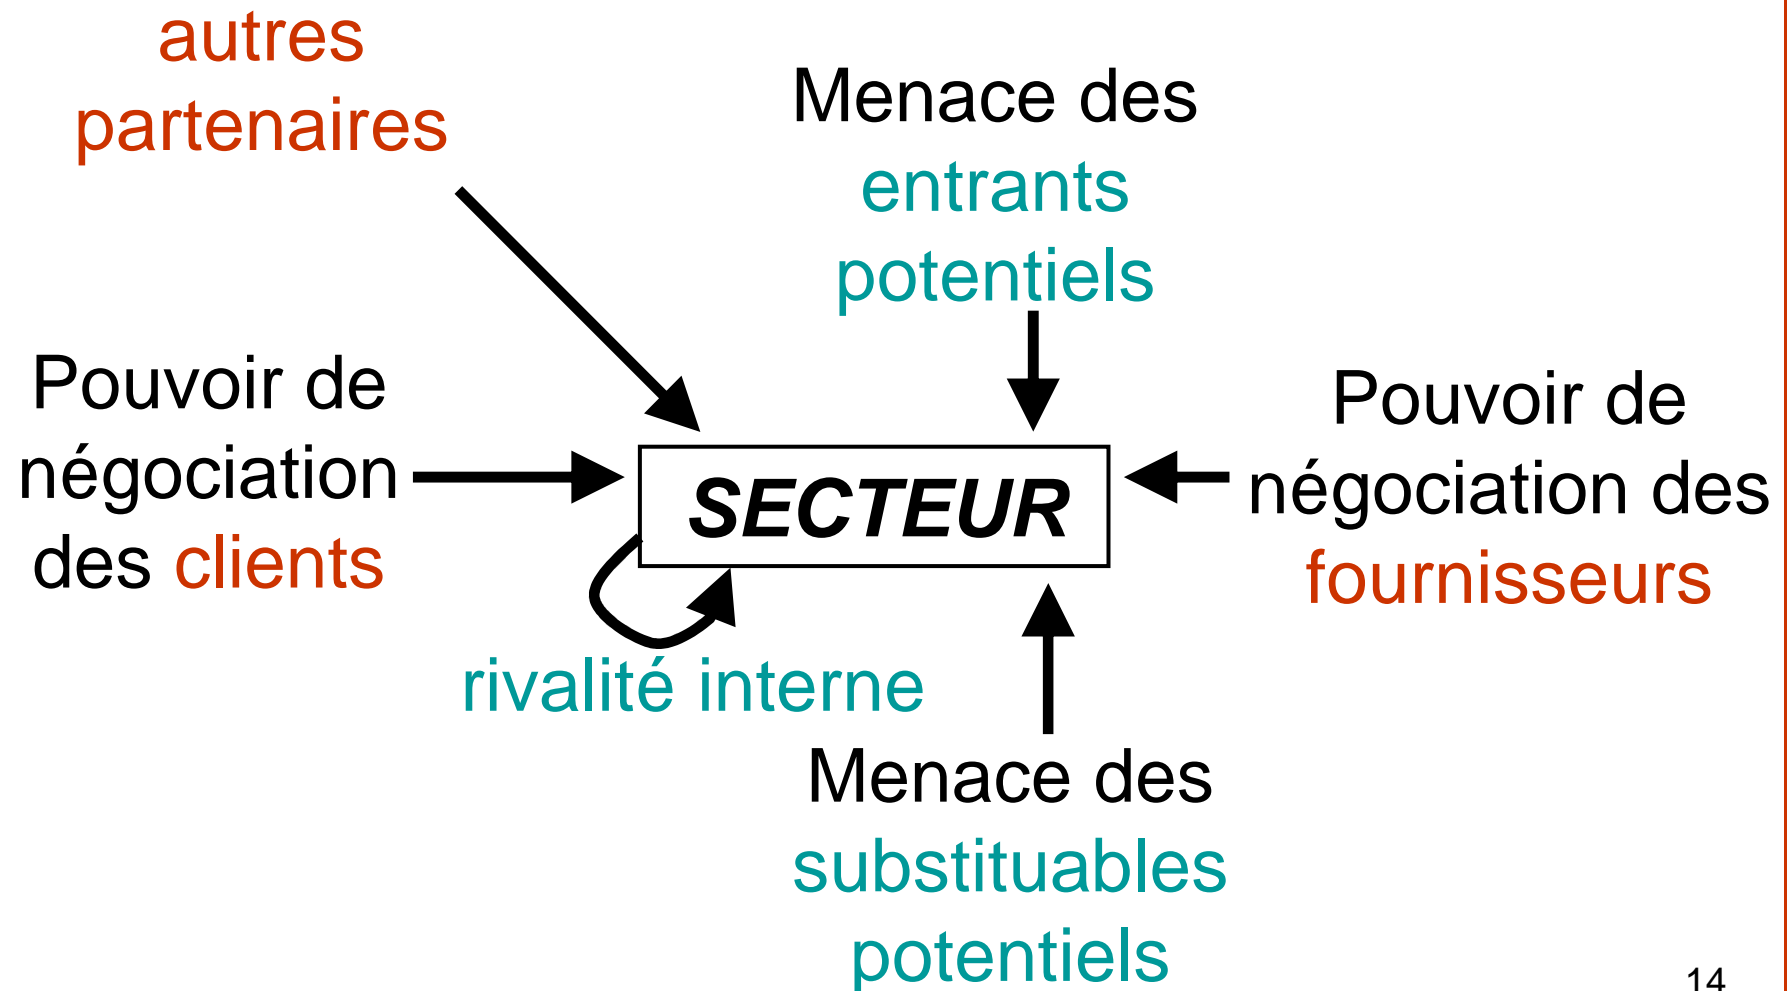 autres
partenaires
Menace des
entrants
potentiels
Pouvoir de
négociation
des clients
SECTEUR
Pouvoir de
négociation des
fournisseurs
rivalité interne
Menace des
substituables
potentiels
14